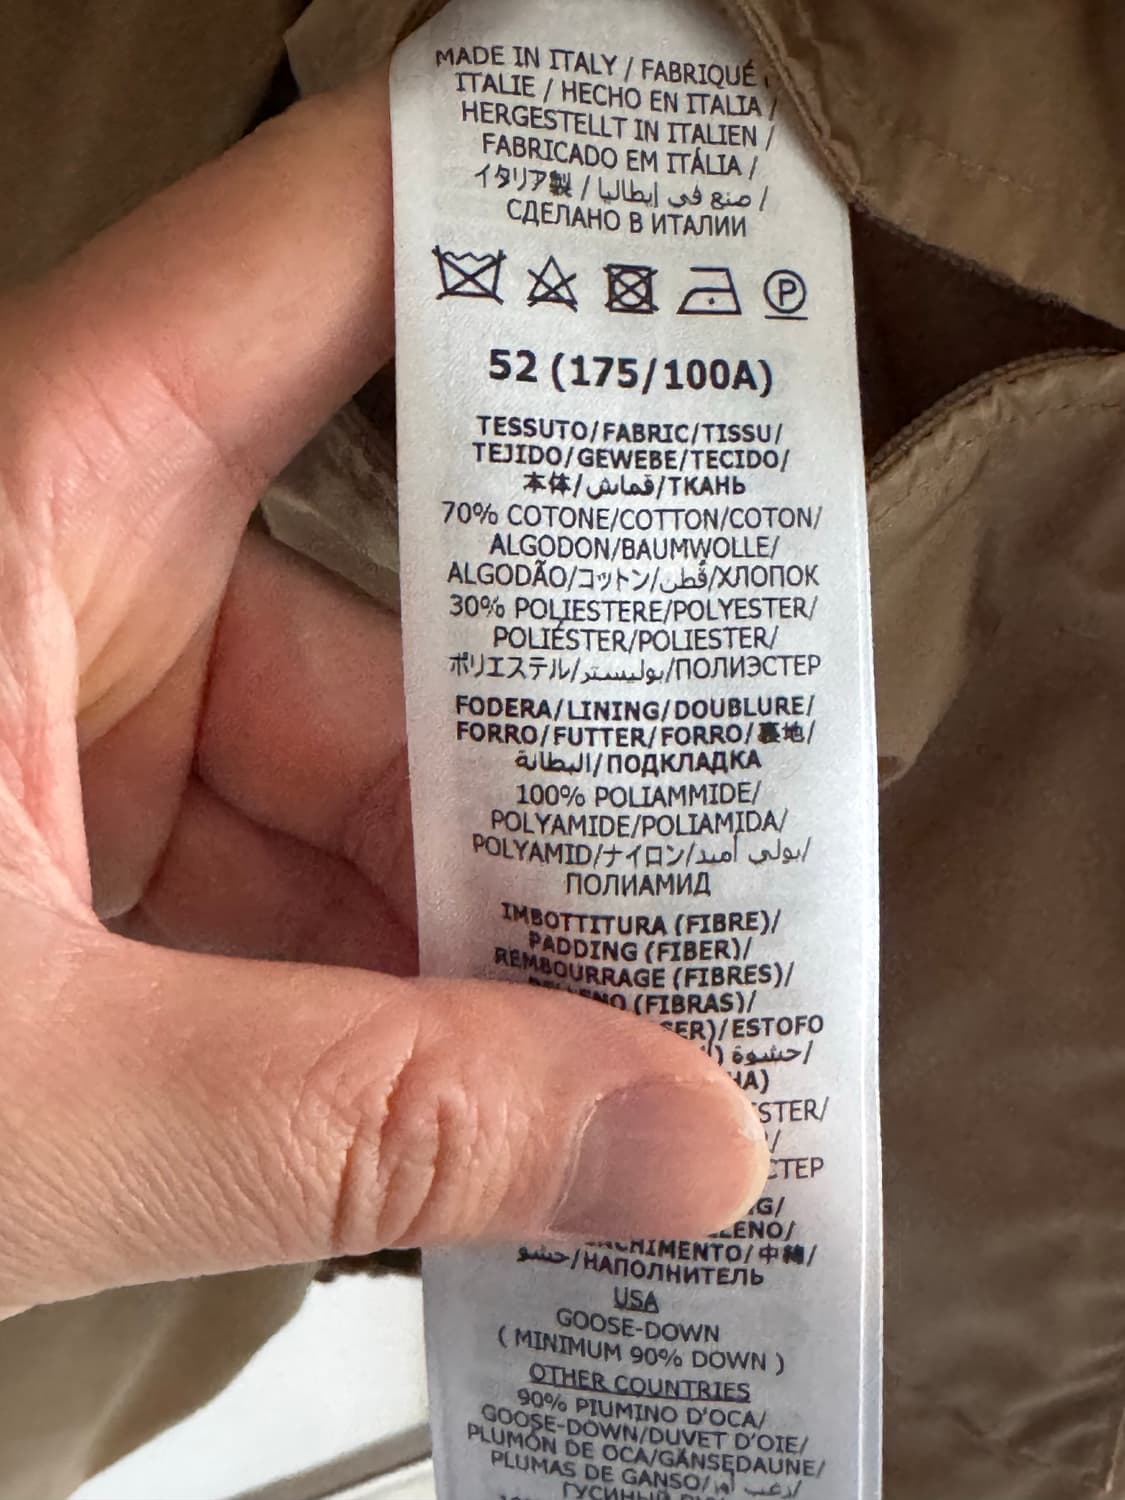 MADE IN ITALY / FABRIQUÉ
ITALIE / HECHO EN ITALIA /
HERGESTELLT IN ITALIEN /
FABRICADO EM ITÁLIA /
イタリア製 / صنع في إيطاليا /
СДЕЛАНО В ИТАЛИИ
P
52 (175/100A)
TESSUTO/FABRIC/TISSU/
TEJIDO/GEWEBE/TECIDO/
本体/قماش/ТКАНЬ
70% COTONE/COTTON/COTON/
ALGODON/BAUMWOLLE/
ALGODÃO/コットン/قُطن/ХЛОПОК
30% POLIESTERE/POLYESTER/
POLIÉSTER/POLIESTER/
ポリエステル/بوليستر/ПОЛИЭСТЕР
FODERA/LINING/DOUBLURE/
FORRO/FUTTER/FORRO/裏地/
البطانة/ПОДКЛАДКА
100% POLIAMMIDE/
POLYAMIDE/POLIAMIDA/
POLYAMID/ナイロン/بولي أميد/
ПОЛИАМИД
IMBOTTITURA (FIBRE)/
PADDING (FIBER)/
REMBOURRAGE (FIBRES)/
(FIBRAS)/
/ESTOFO
حشوة/
НАПОЛНИТЕЛЬ/حشو
USA
GOOSE-DOWN
( MINIMUM 90% DOWN )
OTHER COUNTRIES
90% PIUMINO D'OCA/
GOOSE-DOWN/DUVET D'OIE/
PLUMÓN DE OCA/GÄNSEDAUNE/
PLUMAS DE GANSO/